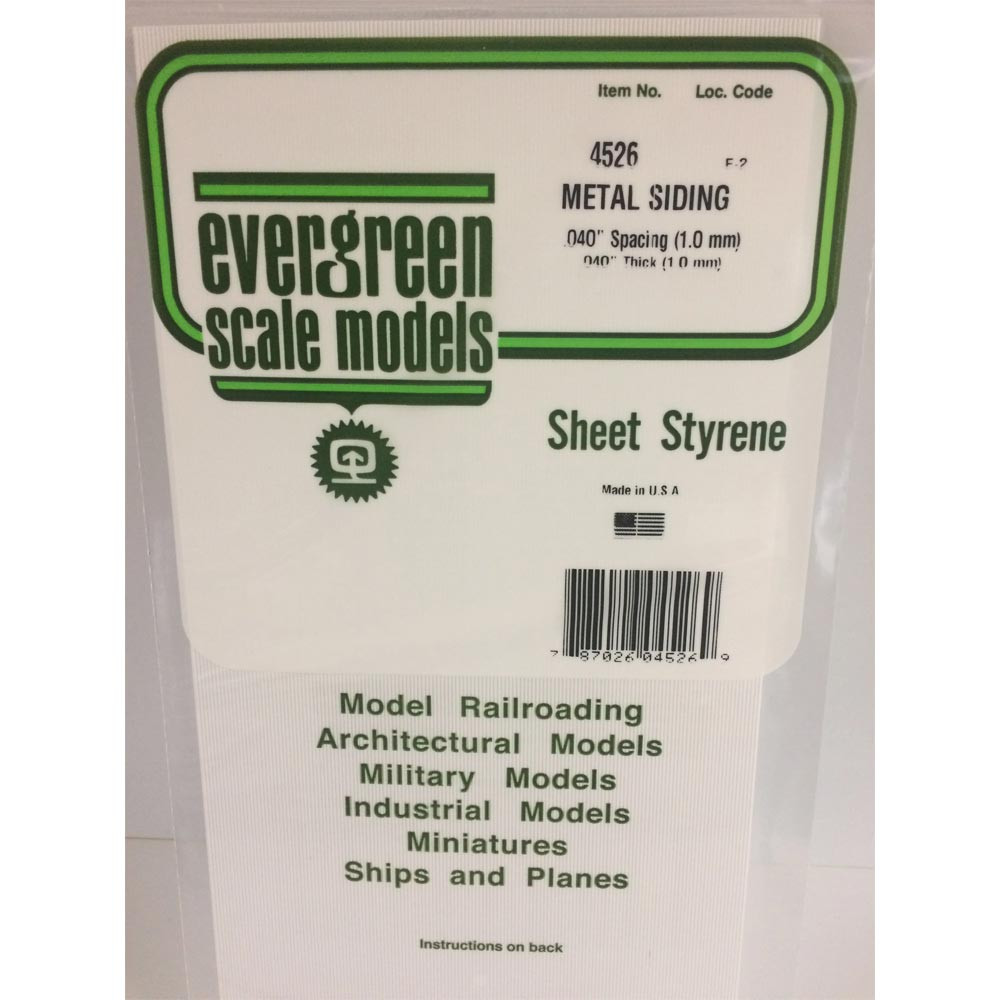 Item No. Loc. Code
4526 F-2
METAL SIDING
.040" Spacing (1.0 mm)
.040" Thick (1.0 mm)
evergreen
scale models
Sheet Styrene
Made in U.S.A
7 87026 04526 9
Model Railroading
Architectural Models
Military Models
Industrial Models
Miniatures
Ships and Planes
Instructions on back